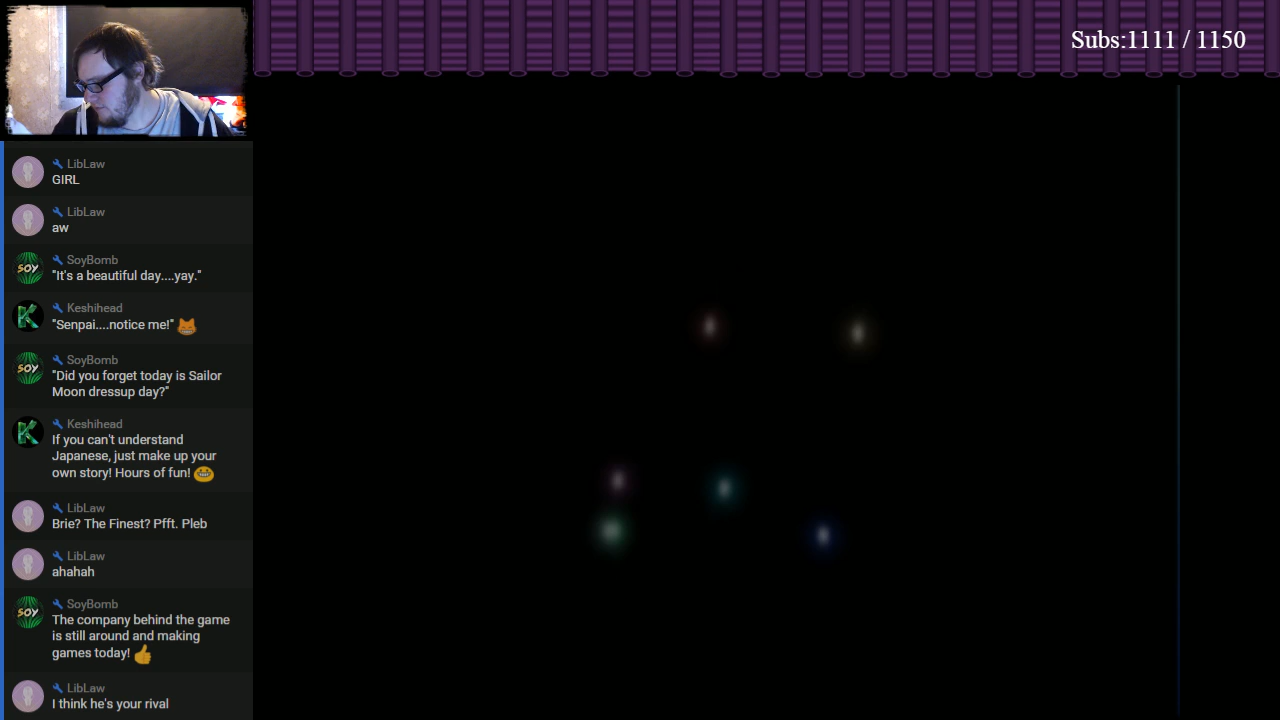 Subs:1111 / 1150
LibLaw
GIRL
LibLaw
aw
SOY
SoyBomb
"It's a beautiful day....yay."
K
Keshihead
"Senpai....notice me!"
SOY
SoyBomb
"Did you forget today is Sailor
Moon dressup day?"
K
Keshihead
If you can't understand
Japanese, just make up your
own story! Hours of fun!
LibLaw
Brie? The Finest? Pfft. Pleb
LibLaw
ahahah
SOY
SoyBomb
The company behind the game
is still around and making
games today!
LibLaw
I think he's your rival